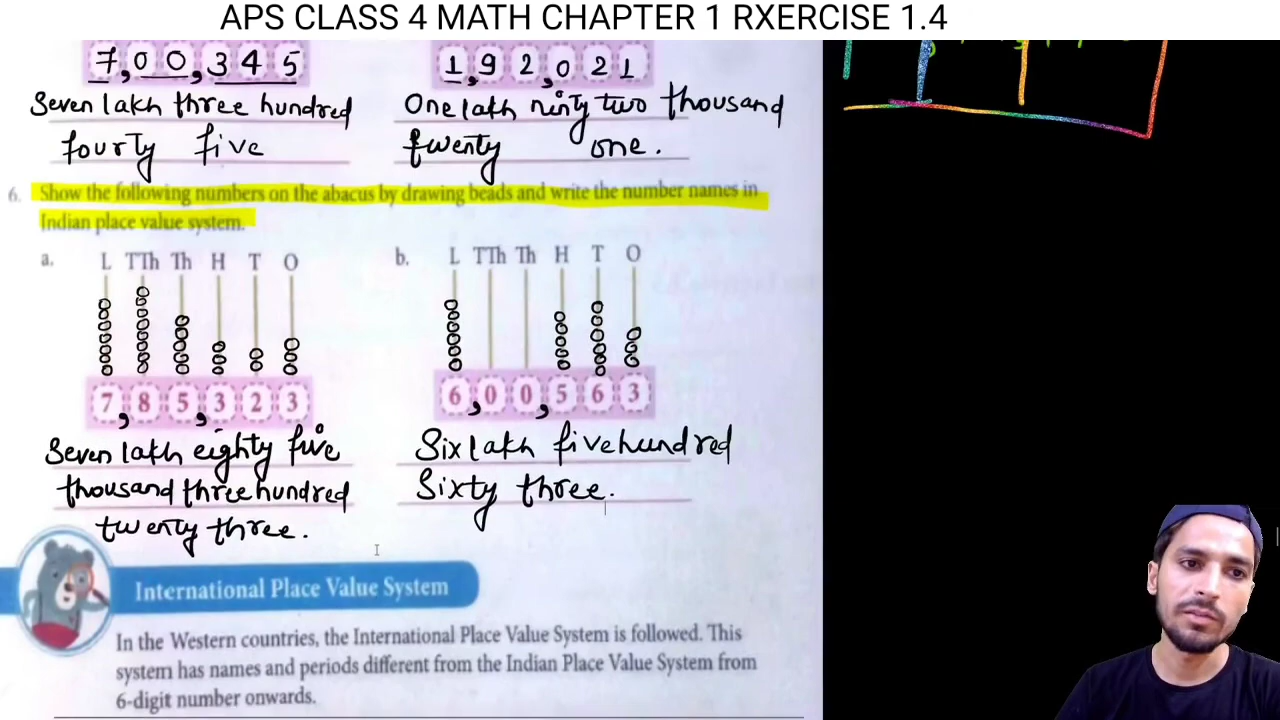 APS CLASS 4 MATH CHAPTER 1 RXERCISE 1.4
7,00,345
1,92,021
Seven lakh three hundred
fourty five
One lakh ninty two thousand
twenty one.
6. Show the following numbers on the abacus by drawing beads and write the number names in
Indian place value system.
a. L TTh Th H T O
7,85,323
Seven lakh eighty five
thousand three hundred
twenty three.
b. L TTh Th H T O
6,00,563
Six lakh five hundred
Sixty three.
International Place Value System
In the Western countries, the International Place Value System is followed. This
system has names and periods different from the Indian Place Value System from
6-digit number onwards.